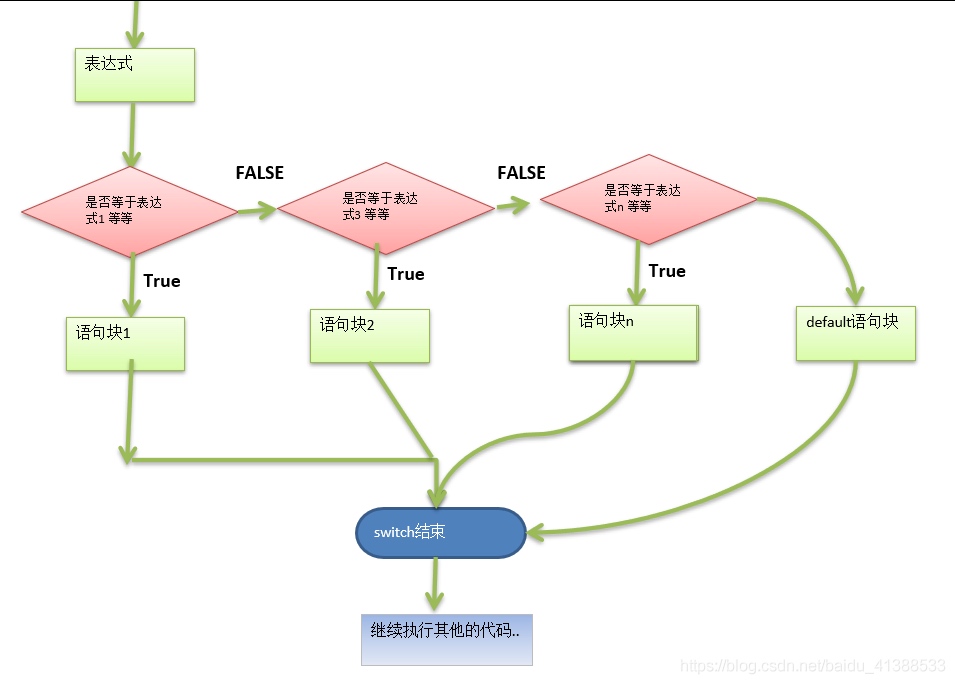 表达式
FALSE
FALSE
是否等于表达
式1 等等
是否等于表达
式3 等等
是否等于表达
式n 等等
True
True
True
语句块1
语句块2
语句块n
default语句块
switch结束
继续执行其他的代码..
https://blog.csdn.net/baidu_41388533